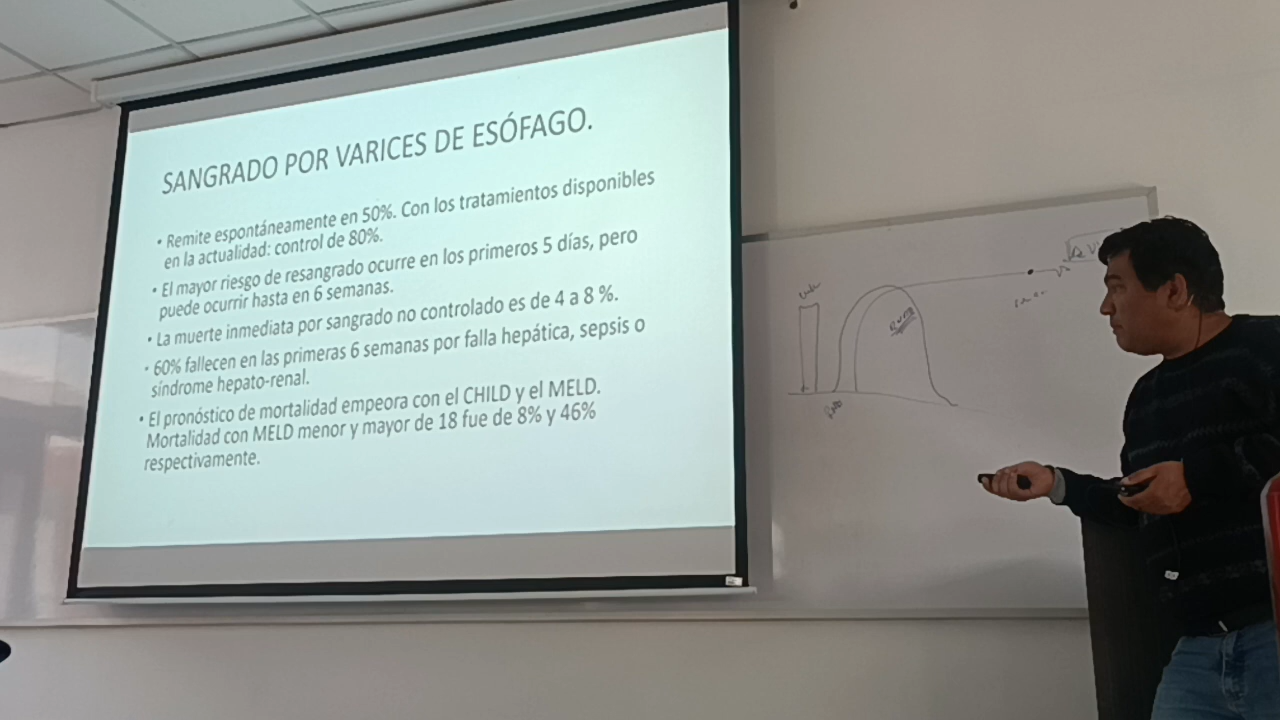 SANGRADO POR VARICES DE ESÓFAGO.
• Remite espontáneamente en 50%. Con los tratamientos disponibles
en la actualidad: control de 80%.
• El mayor riesgo de resangrado ocurre en los primeros 5 días, pero
puede ocurrir hasta en 6 semanas.
• La muerte inmediata por sangrado no controlado es de 4 a 8 %.
• 60% fallecen en las primeras 6 semanas por falla hepática, sepsis o
síndrome hepato-renal.
• El pronóstico de mortalidad empeora con el CHILD y el MELD.
Mortalidad con MELD menor y mayor de 18 fue de 8% y 46%
respectivamente.